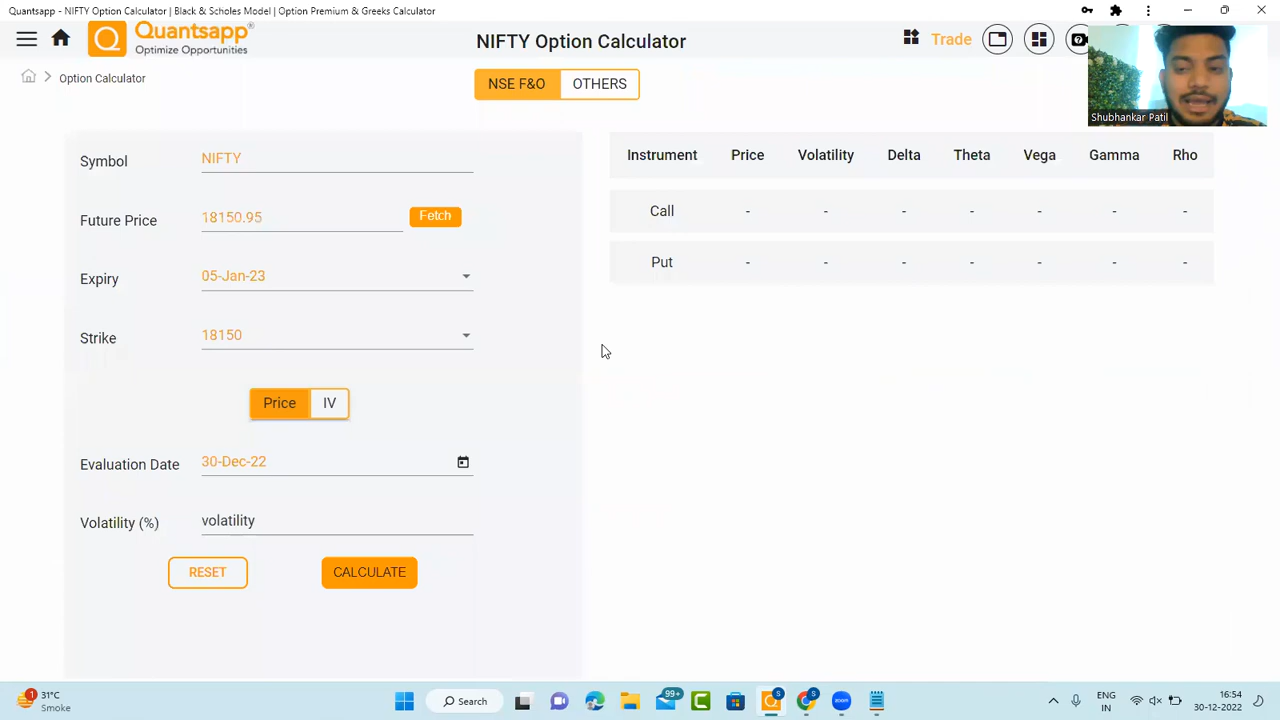 Quantsapp - NIFTY Option Calculator | Black & Scholes Model | Option Premium & Greeks Calculator
Quantsapp®
Optimize Opportunities
NIFTY Option Calculator
Trade
Option Calculator
NSE F&O OTHERS
Shubhankar Patil
Symbol NIFTY
Future Price 18150.95 Fetch
Expiry 05-Jan-23
Strike 18150
Price IV
Evaluation Date 30-Dec-22
Volatility (%) volatility
RESET CALCULATE
Instrument Price Volatility Delta Theta Vega Gamma Rho
Call - - - - - - -
Put - - - - - - -
1 31°C
Smoke
Search
99+
S
S
ENG
IN
16:54
30-12-2022